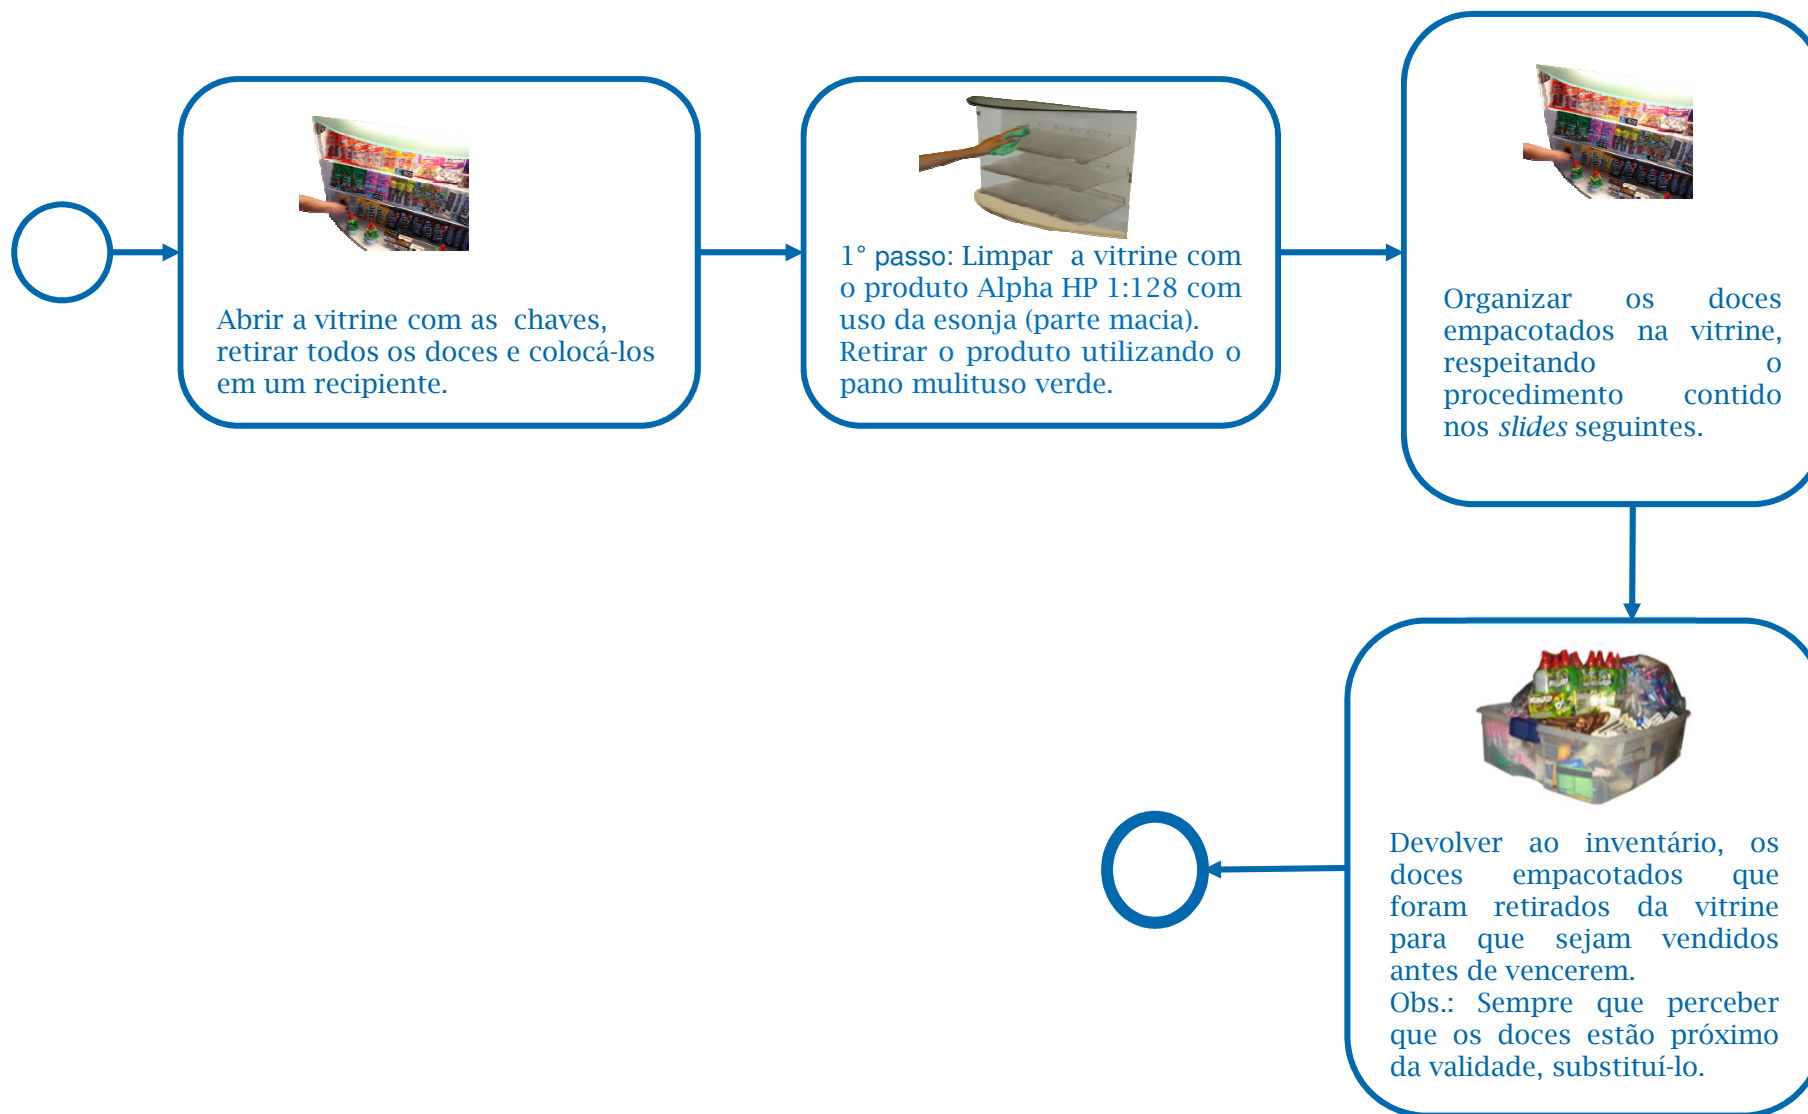 Abrir a vitrine com as chaves,
retirar todos os doces e colocá-los
em um recipiente.
1° passo: Limpar a vitrine com
o produto Alpha HP 1:128 com
uso da esonja (parte macia).
Retirar o produto utilizando o
pano mulituso verde.
Organizar os doces
empacotados na vitrine,
respeitando o
procedimento contido
nos slides seguintes.
Devolver ao inventário, os
doces empacotados que
foram retirados da vitrine
para que sejam vendidos
antes de vencerem.
Obs.: Sempre que perceber
que os doces estão próximo
da validade, substituí-lo.